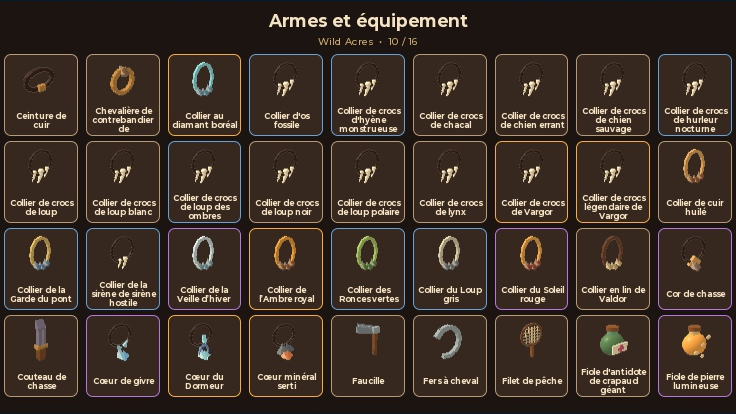 Armes et équipement
Wild Acres • 10 / 16
Ceinture de
cuir
Chevalière de
contrebandier
de
Collier au
diamant boréal
Collier d'os
fossile
Collier de crocs
d'hyène
monstrueuse
Collier de crocs
de chacal
Collier de crocs
de chien errant
Collier de crocs
de chien
sauvage
Collier de crocs
de hurleur
nocturne
Collier de crocs
de loup
Collier de crocs
de loup blanc
Collier de crocs
de loup des
ombres
Collier de crocs
de loup noir
Collier de crocs
de loup polaire
Collier de crocs
de lynx
Collier de crocs
de Vargor
Collier de crocs
légendaire de
Vargor
Collier de cuir
huilé
Collier de la
Garde du pont
Collier de la
sirène de sirène
hostile
Collier de la
Veille d'hiver
Collier de
l'Ambre royal
Collier des
Ronces vertes
Collier du Loup
gris
Collier du Soleil
rouge
Collier en lin de
Valdor
Cor de chasse
Couteau de
chasse
Cœur de givre
Cœur du
Dormeur
Cœur minéral
serti
Faucille
Fers à cheval
Filet de pêche
Fiole d'antidote
de crapaud
géant
Fiole de pierre
lumineuse